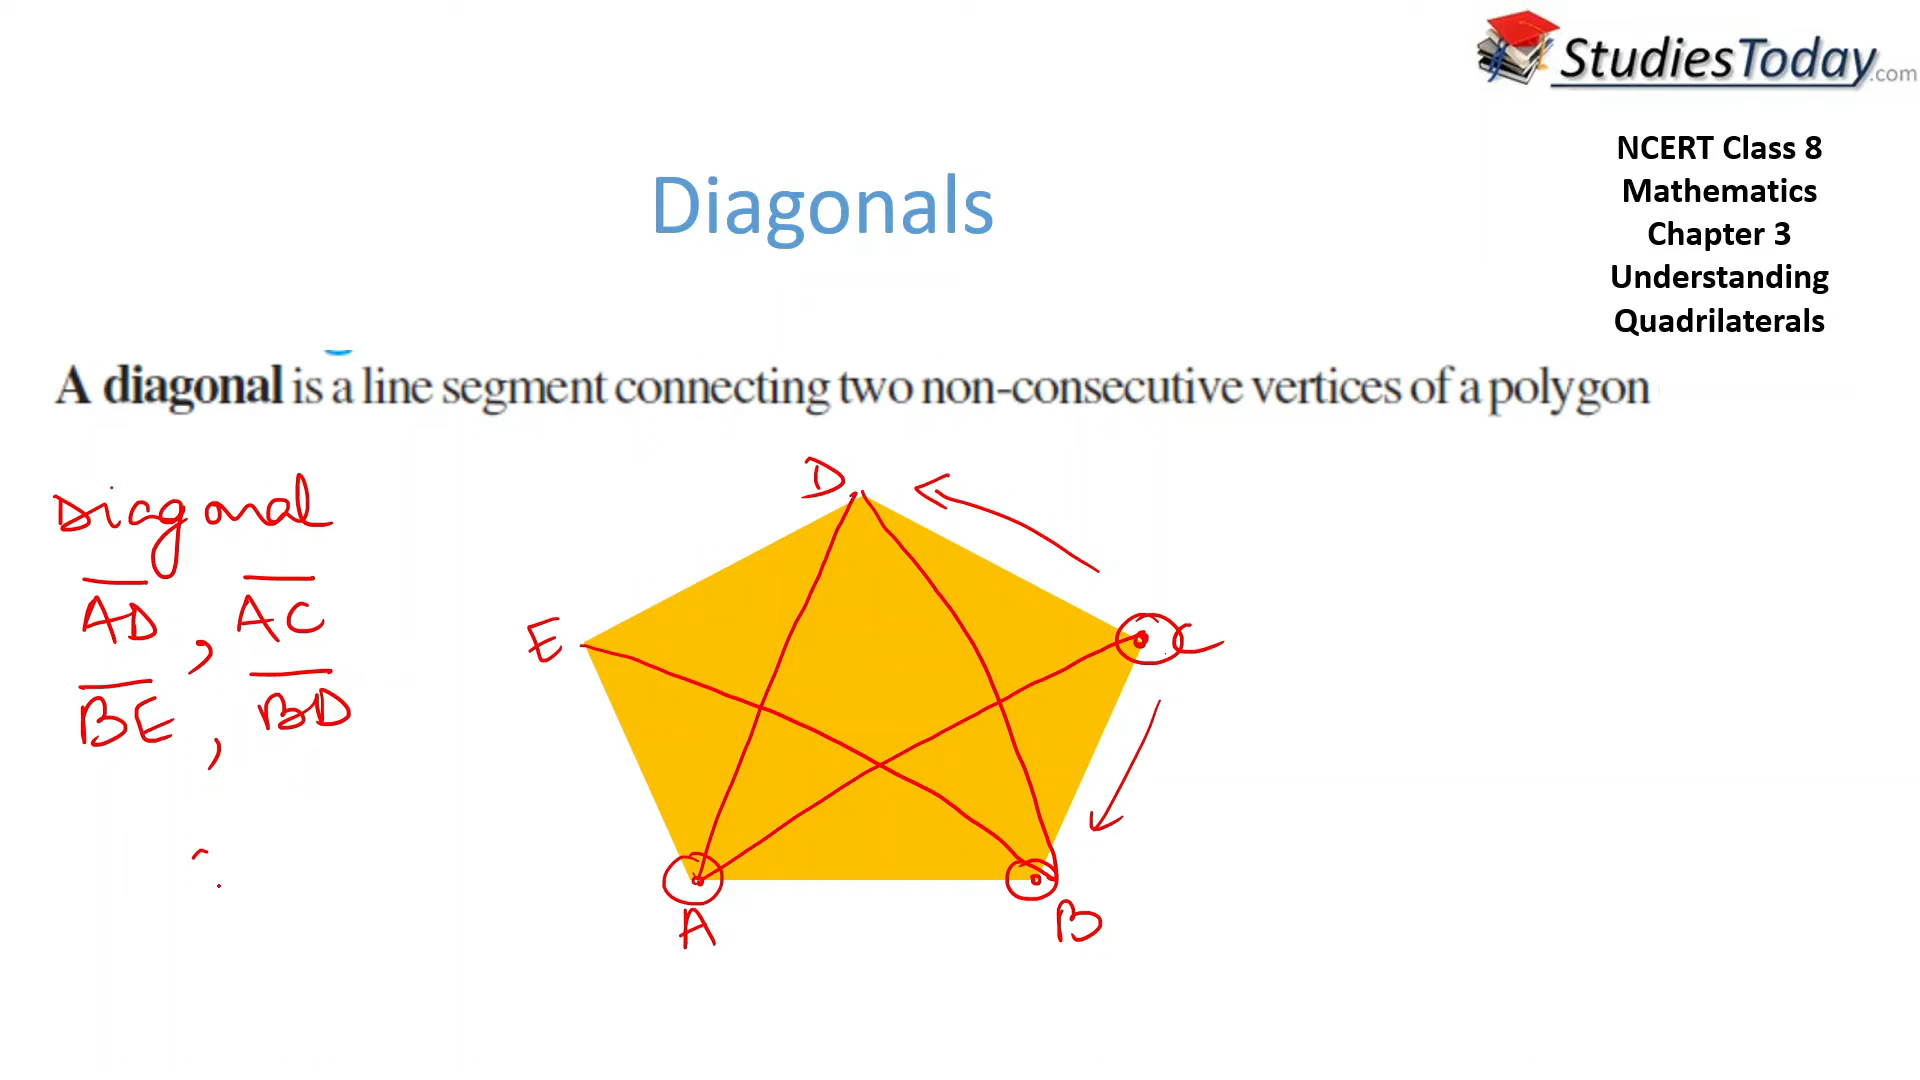 StudiesToday.com
NCERT Class 8
Mathematics
Chapter 3
Understanding
Quadrilaterals
Diagonals
A diagonal is a line segment connecting two non-consecutive vertices of a polygon
Diagonal
AD, AC
BE, BD
D
E
C
A
B